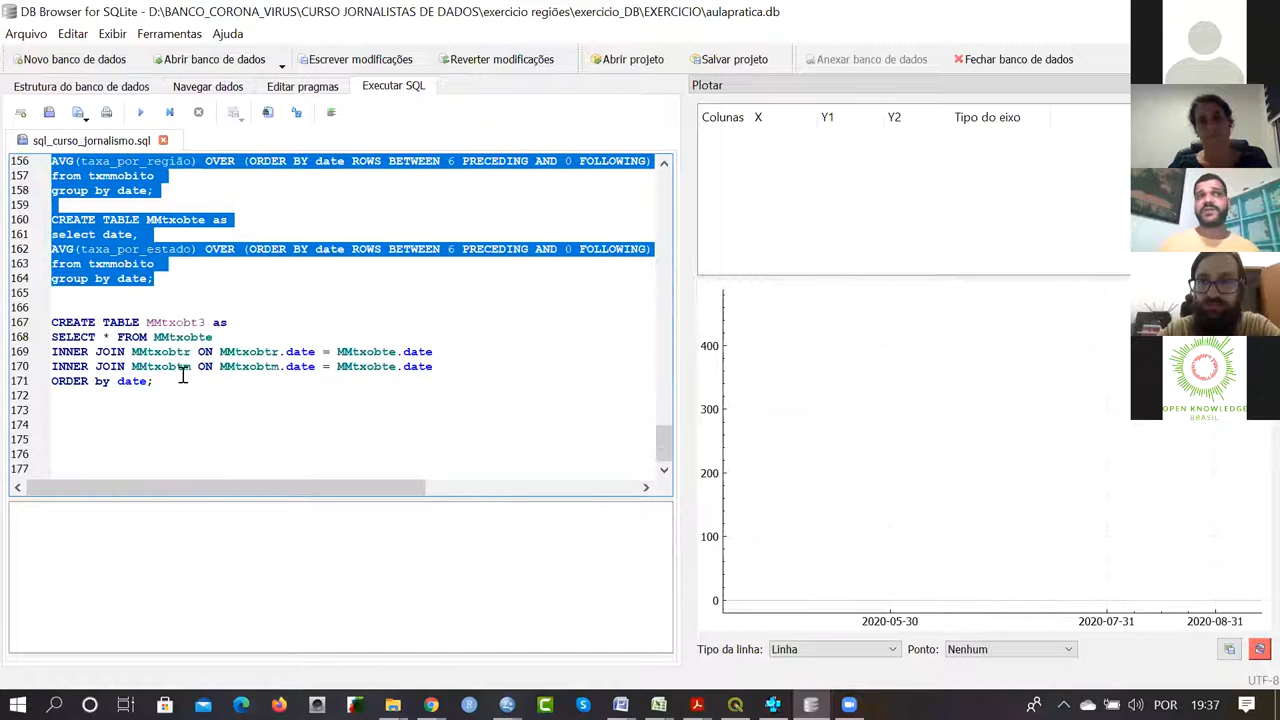 DB Browser for SQLite - D:\BANCO_CORONA_VIRUS\CURSO JORNALISTAS DE DADOS\exercicio regiões\exercicio_DB\EXERCICIO\aulapratica.db
Arquivo Editar Exibir Ferramentas Ajuda
Novo banco de dados Abrir banco de dados Escrever modificações Reverter modificações Abrir projeto Salvar projeto Anexar banco de dados Fechar banco de dados
Estrutura do banco de dados Navegar dados Editar pragmas Executar SQL
Plotar
Colunas X Y1 Y2 Tipo do eixo
sql_curso_jornalismo.sql
156 AVG(taxa_por_região) OVER (ORDER BY date ROWS BETWEEN 6 PRECEDING AND 0 FOLLOWING)
157 from txmmobito
158 group by date;
159
160 CREATE TABLE MMtxobte as
161 select date,
162 AVG(taxa_por_estado) OVER (ORDER BY date ROWS BETWEEN 6 PRECEDING AND 0 FOLLOWING)
163 from txmmobito
164 group by date;
165
166
167 CREATE TABLE MMtxobt3 as
168 SELECT * FROM MMtxobte
169 INNER JOIN MMtxobtr ON MMtxobtr.date = MMtxobte.date
170 INNER JOIN MMtxobtm ON MMtxobtm.date = MMtxobte.date
171 ORDER by date;
172
173
174
175
176
177
400
300
200
100
0
2020-05-30 2020-07-31 2020-08-31
Tipo da linha: Linha Ponto: Nenhum
UTF-8
OPEN KNOWLEDGE
BRASIL
POR 19:37